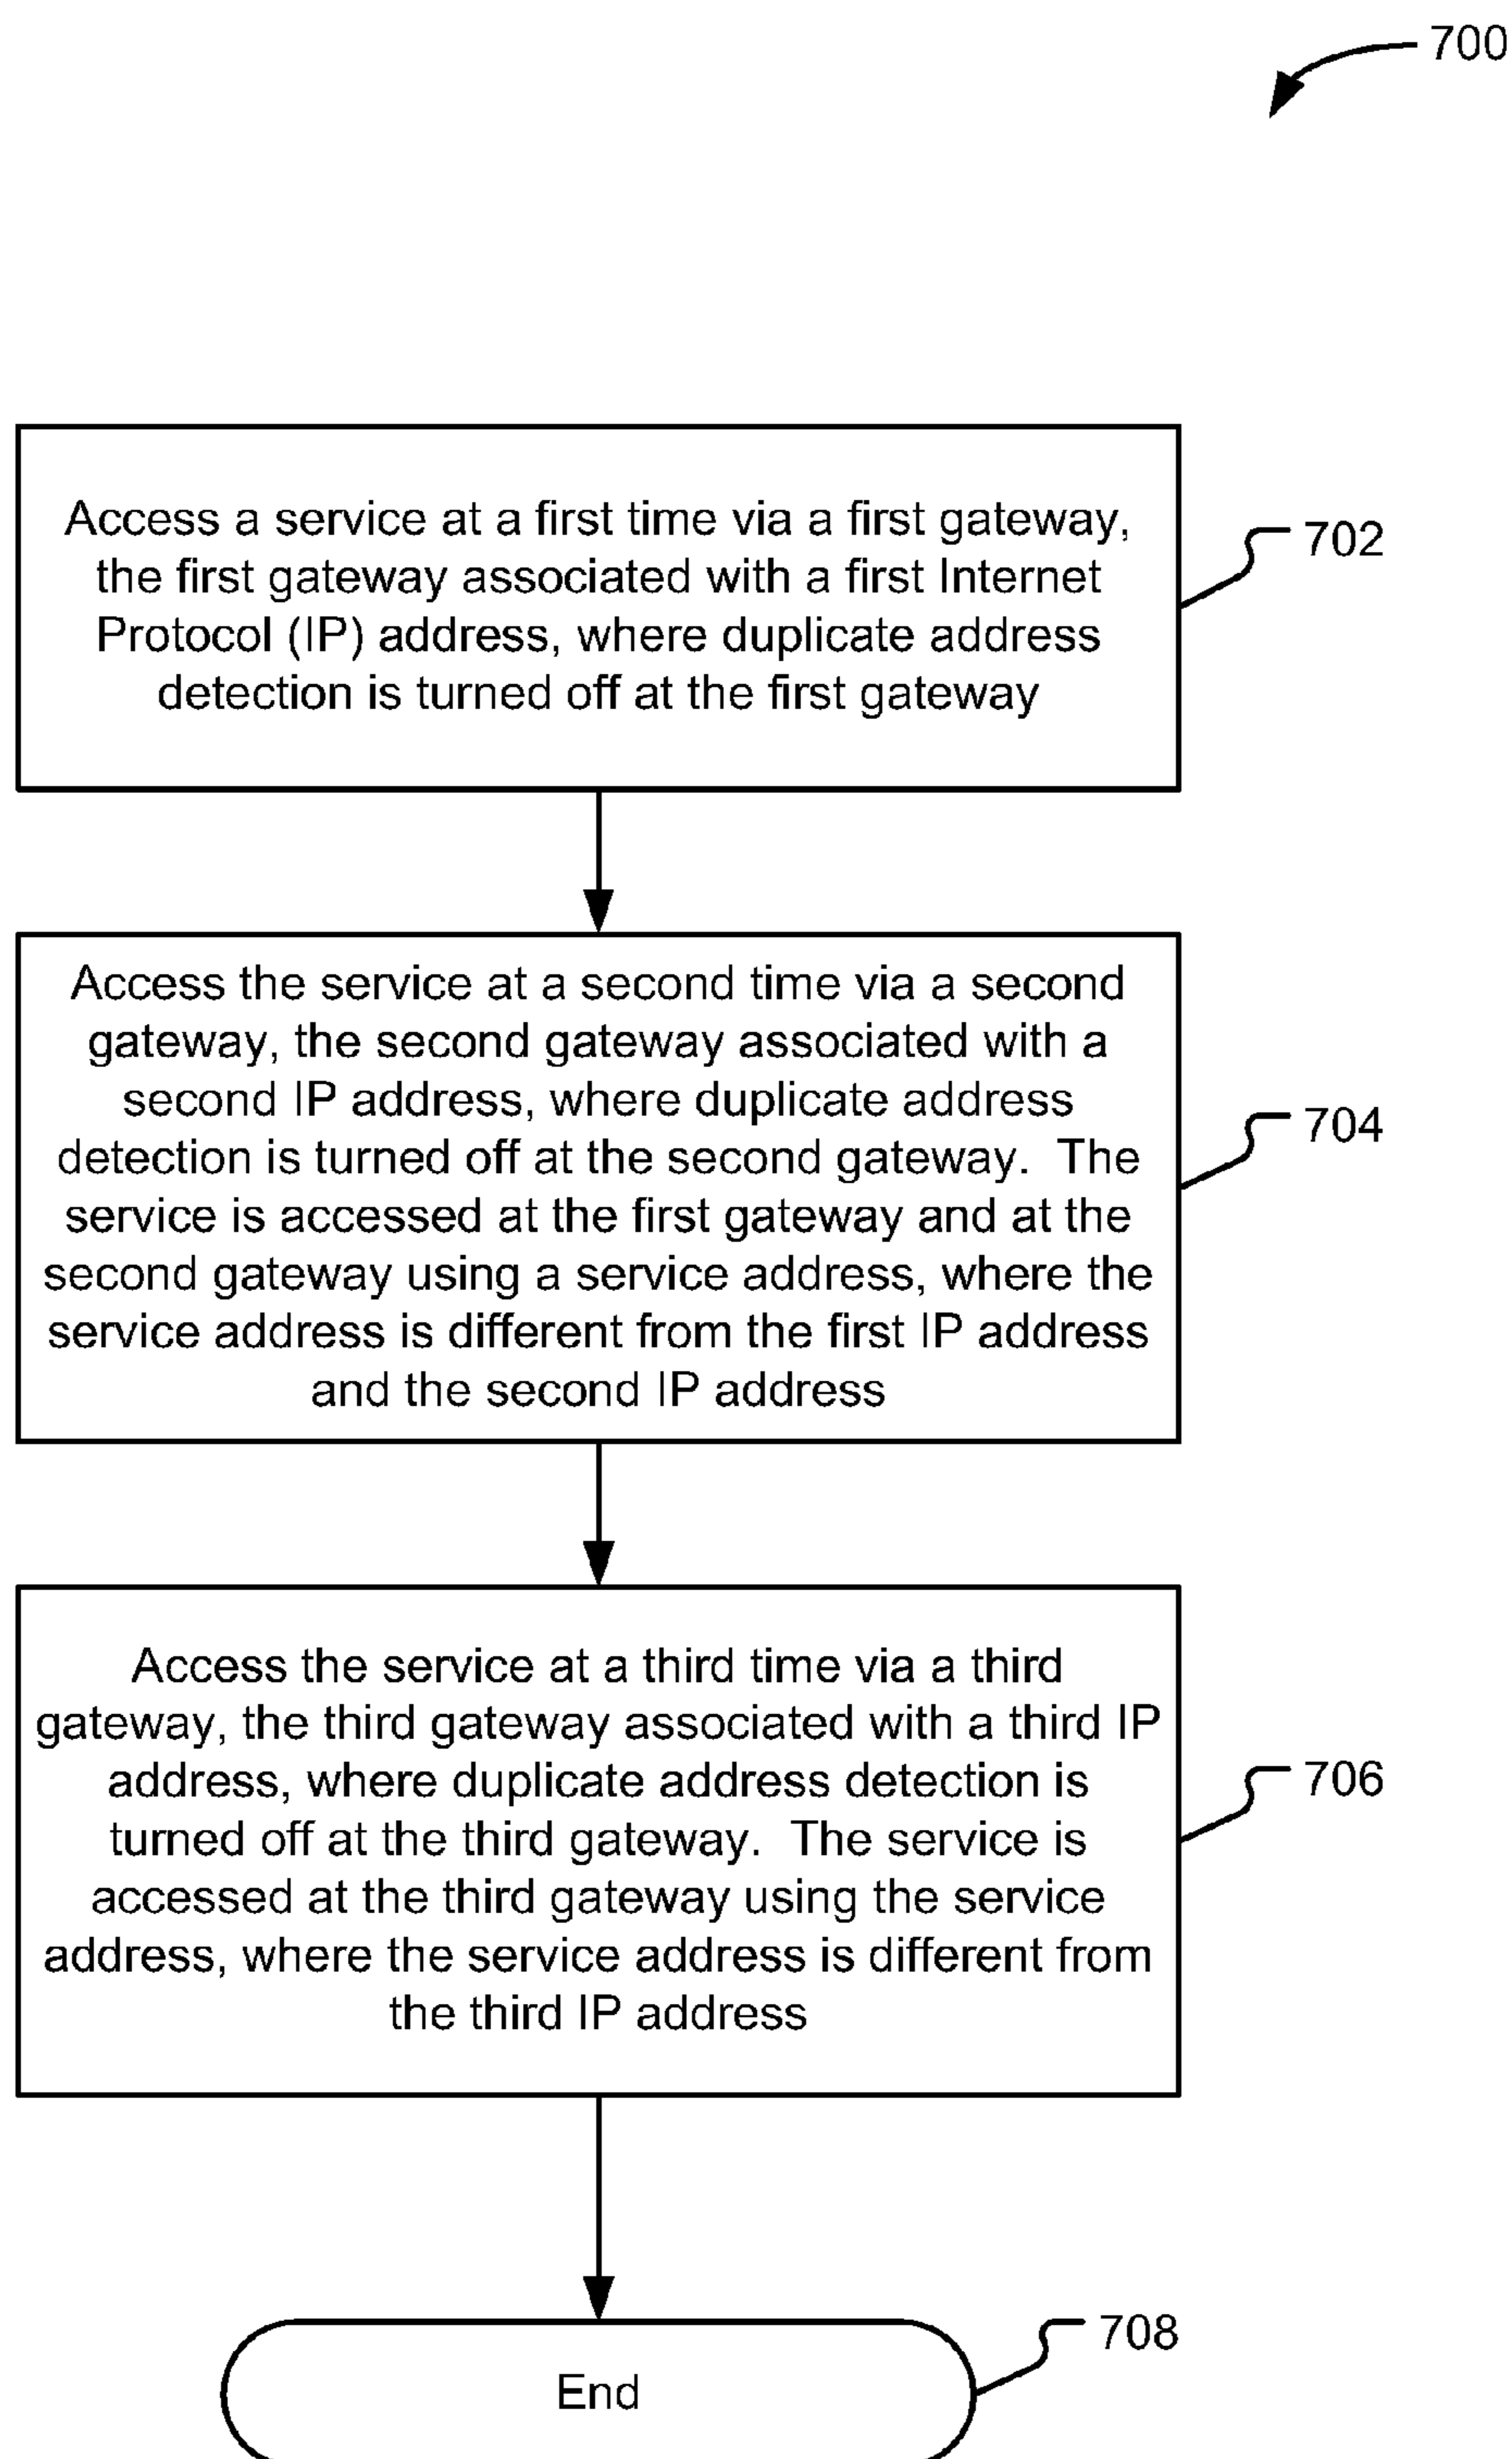 700
Access a service at a first time via a first gateway,
the first gateway associated with a first Internet
Protocol (IP) address, where duplicate address
detection is turned off at the first gateway
702
Access the service at a second time via a second
gateway, the second gateway associated with a
second IP address, where duplicate address
detection is turned off at the second gateway.  The
service is accessed at the first gateway and at the
second gateway using a service address, where the
service address is different from the first IP address
and the second IP address
704
Access the service at a third time via a third
gateway, the third gateway associated with a third IP
address, where duplicate address detection is
turned off at the third gateway.  The service is
accessed at the third gateway using the service
address, where the service address is different from
the third IP address
706
End
708